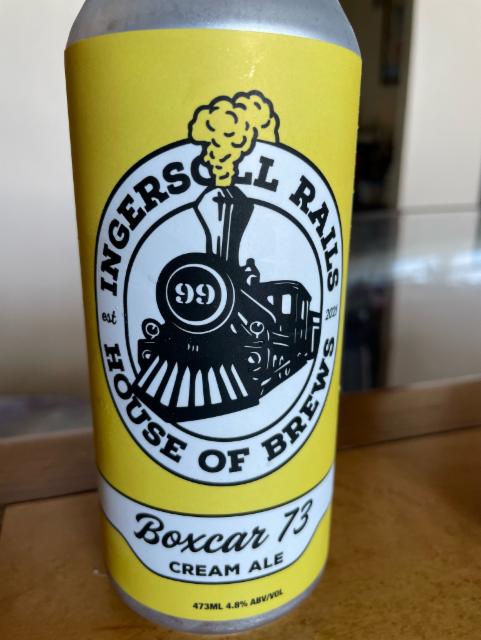 INGERSOLL RAILS
99
est
HOUSE OF BREWS
Boxcar 73
CREAM ALE
473ML 4.8% ABV/VOL